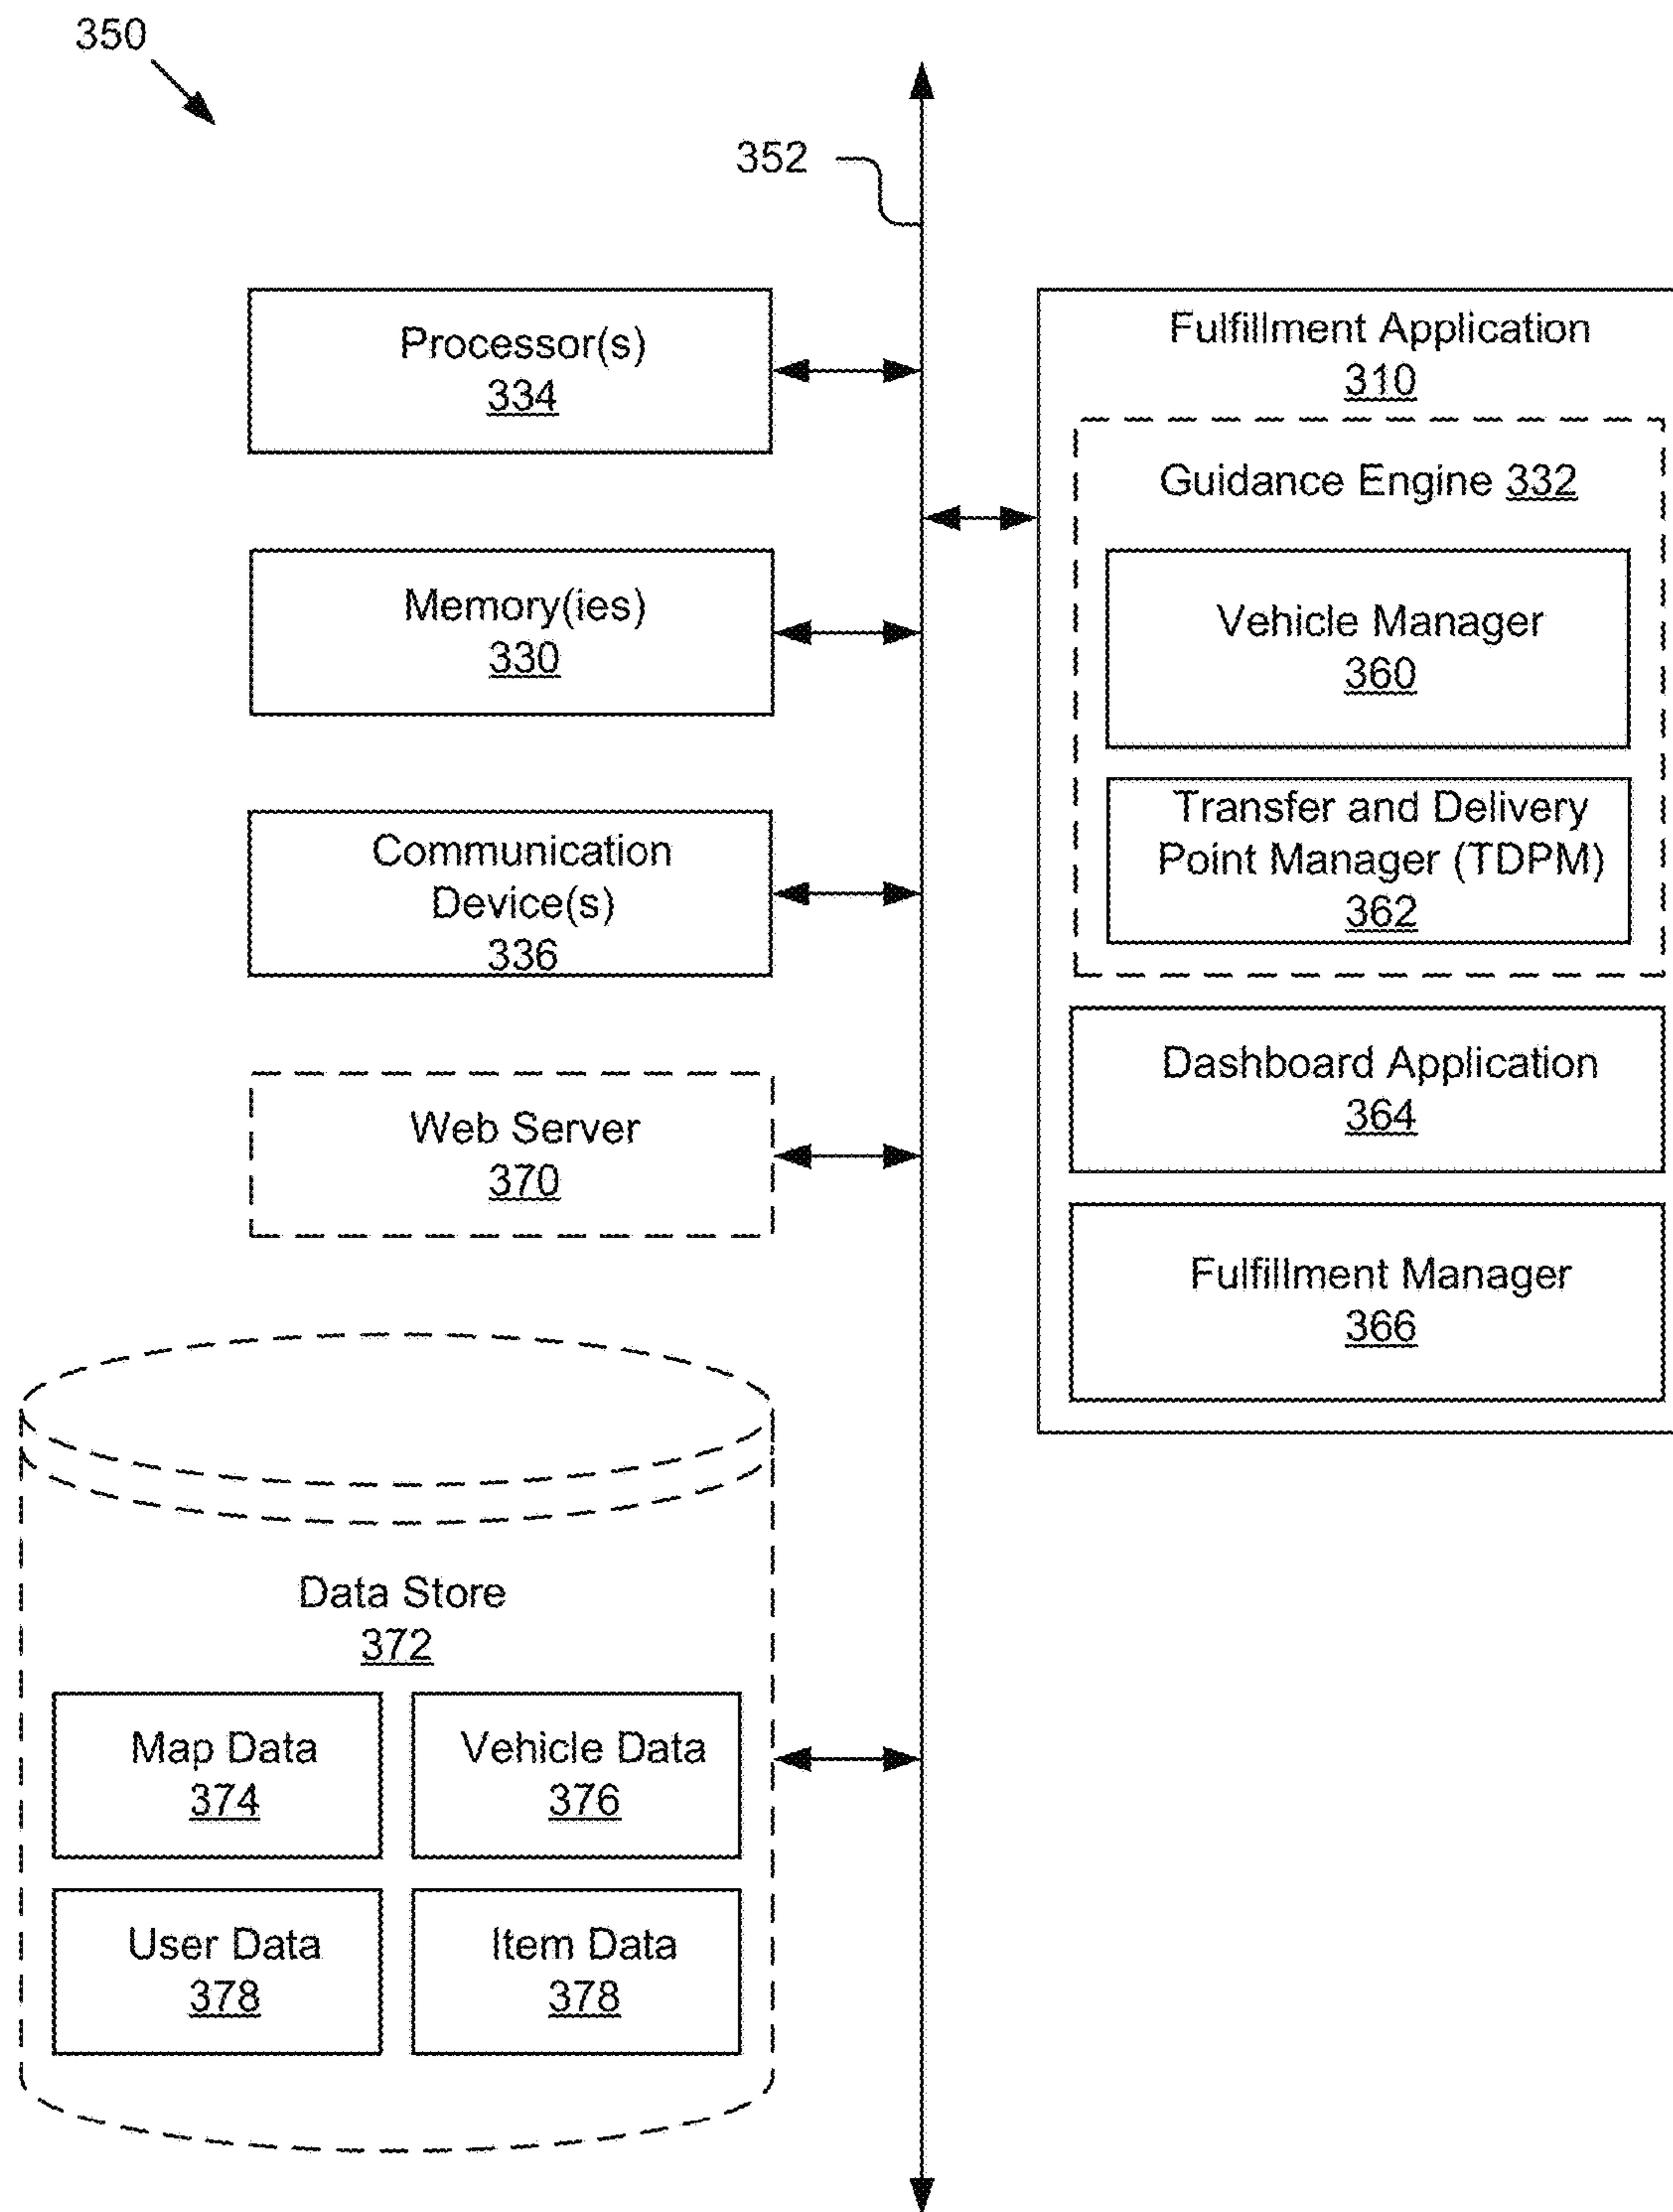 350
352
Processor(s)
334
Memory(ies)
330
Communication
Device(s)
336
Web Server
370
Data Store
372
Map Data
374
Vehicle Data
376
User Data
378
Item Data
378
Fulfillment Application
310
Guidance Engine 332
Vehicle Manager
360
Transfer and Delivery
Point Manager (TDPM)
362
Dashboard Application
364
Fulfillment Manager
366